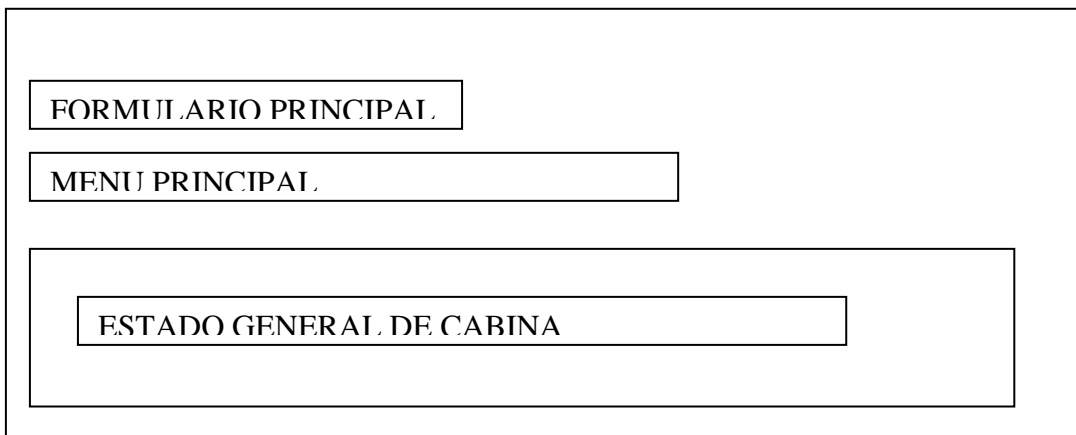 FORMULARIO PRINCIPAL
MENU PRINCIPAL
ESTADO GENERAL DE CABINA